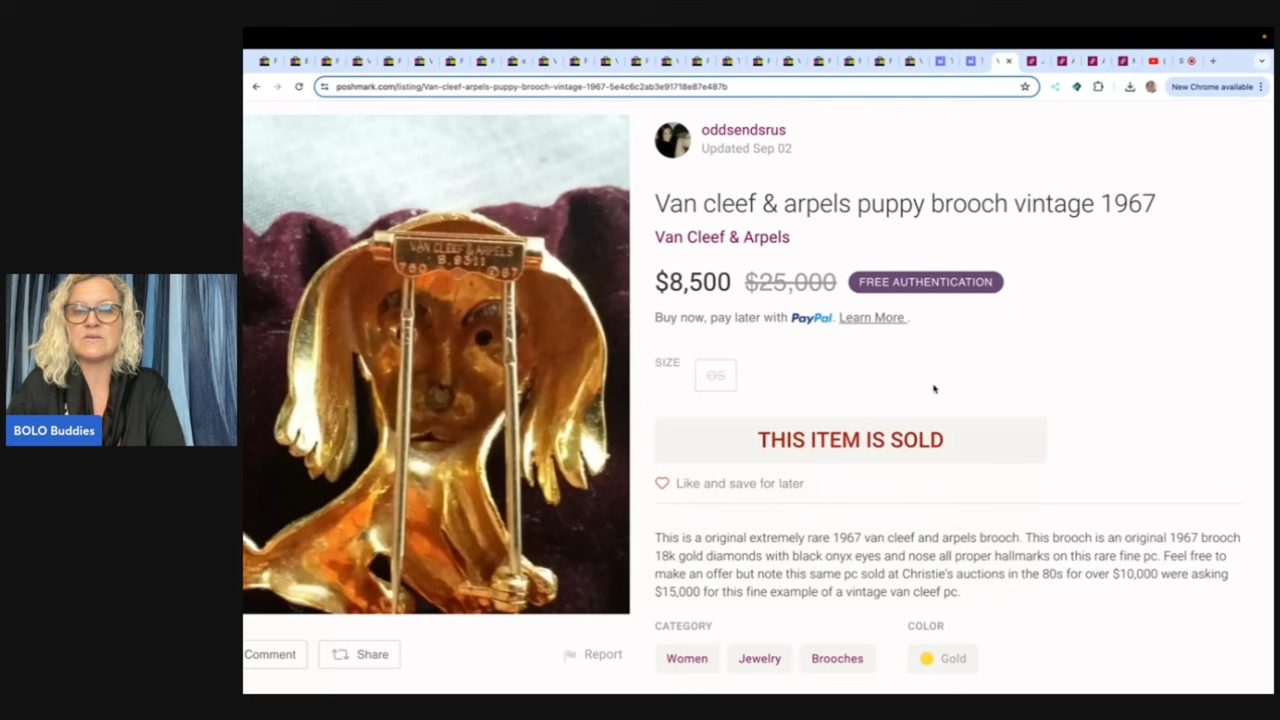 New Chrome available
poshmark.com/listing/Van-cleef-arpels-puppy-brooch-vintage-1967-5e4c6c2ab3e91718e87e487b
oddsendsrus
Updated Sep 02
Van cleef & arpels puppy brooch vintage 1967
Van Cleef & Arpels
$8,500 $25,000 FREE AUTHENTICATION
Buy now, pay later with PayPal. Learn More .
SIZE
OS
THIS ITEM IS SOLD
Like and save for later
This is a original extremely rare 1967 van cleef and arpels brooch. This brooch is an original 1967 brooch
18k gold diamonds with black onyx eyes and nose all proper hallmarks on this rare fine pc. Feel free to
make an offer but note this same pc sold at Christie's auctions in the 80s for over $10,000 were asking
$15,000 for this fine example of a vintage van cleef pc.
CATEGORY
COLOR
Women
Jewelry
Brooches
Gold
VAN CLEEF & ARPELS
750
©67
Comment
Share
Report
BOLO Buddies